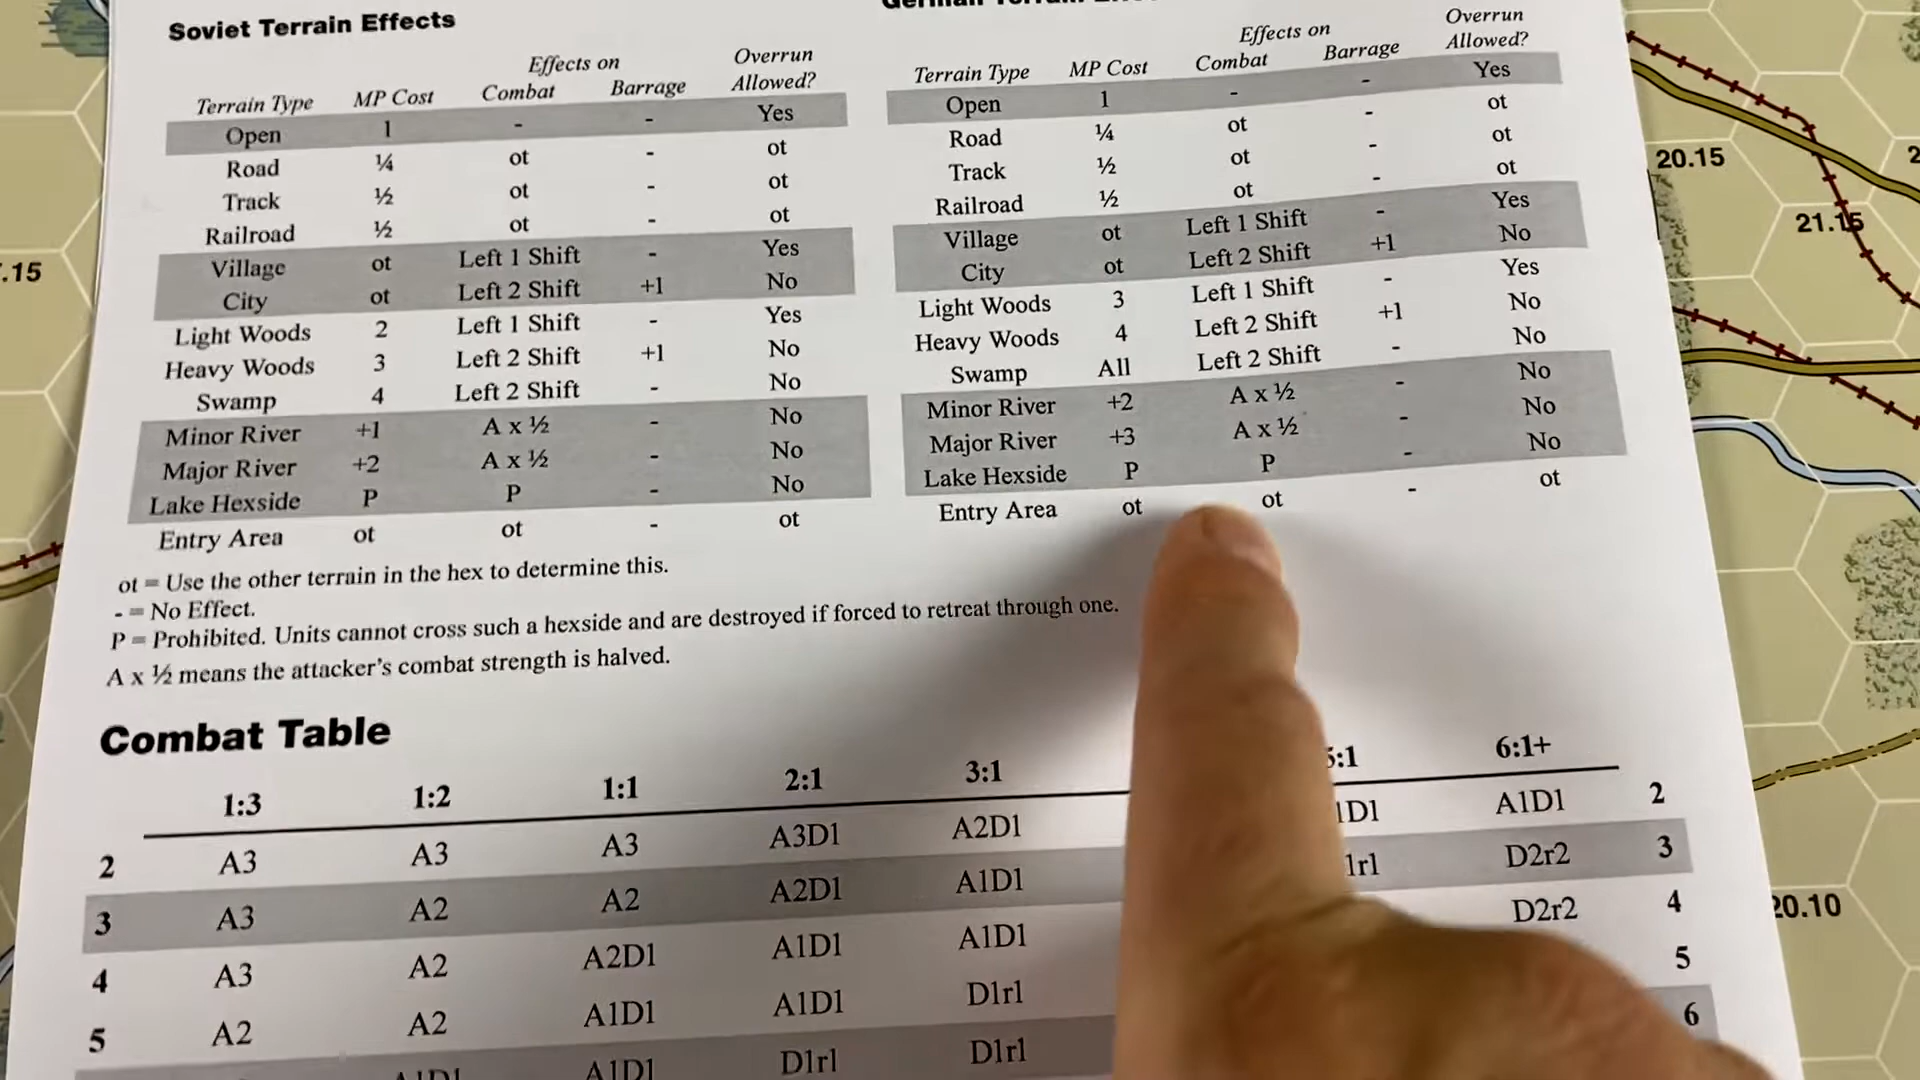 Soviet Terrain Effects
Effects on
Overrun
Terrain Type MP Cost Combat Barrage Allowed?
Open 1 - - Yes
Road ¼ ot - ot
Track ½ ot - ot
Railroad ½ ot - ot
Village ot Left 1 Shift - Yes
City ot Left 2 Shift +1 No
Light Woods 2 Left 1 Shift - Yes
Heavy Woods 3 Left 2 Shift +1 No
Swamp 4 Left 2 Shift - No
Minor River +1 A x ½ - No
Major River +2 A x ½ - No
Lake Hexside P P - No
Entry Area ot ot - ot
German Terrain
Effects on
Overrun
Terrain Type MP Cost Combat Barrage Allowed?
Open 1 - - Yes
Road ¼ ot - ot
Track ½ ot - ot
Railroad ½ ot - ot
Village ot Left 1 Shift - Yes
City ot Left 2 Shift +1 No
Light Woods 3 Left 1 Shift - Yes
Heavy Woods 4 Left 2 Shift +1 No
Swamp All Left 2 Shift - No
Minor River +2 A x ½ - No
Major River +3 A x ½ - No
Lake Hexside P P - No
Entry Area ot ot - ot
ot = Use the other terrain in the hex to determine this.
- = No Effect.
P = Prohibited. Units cannot cross such a hexside and are destroyed if forced to retreat through one.
A x ½ means the attacker's combat strength is halved.
Combat Table
1:3 1:2 1:1 2:1 3:1 5:1 6:1+
2 A3 A3 A3 A3D1 A2D1 1D1 A1D1 2
3 A3 A2 A2 A2D1 A1D1 1r1 D2r2 3
4 A3 A2 A2D1 A1D1 A1D1 D2r2 4
5 A2 A2 A1D1 A1D1 D1r1 5
A1D1 A1D1 D1r1 D1r1 6
.15
20.15
21.15
20.10